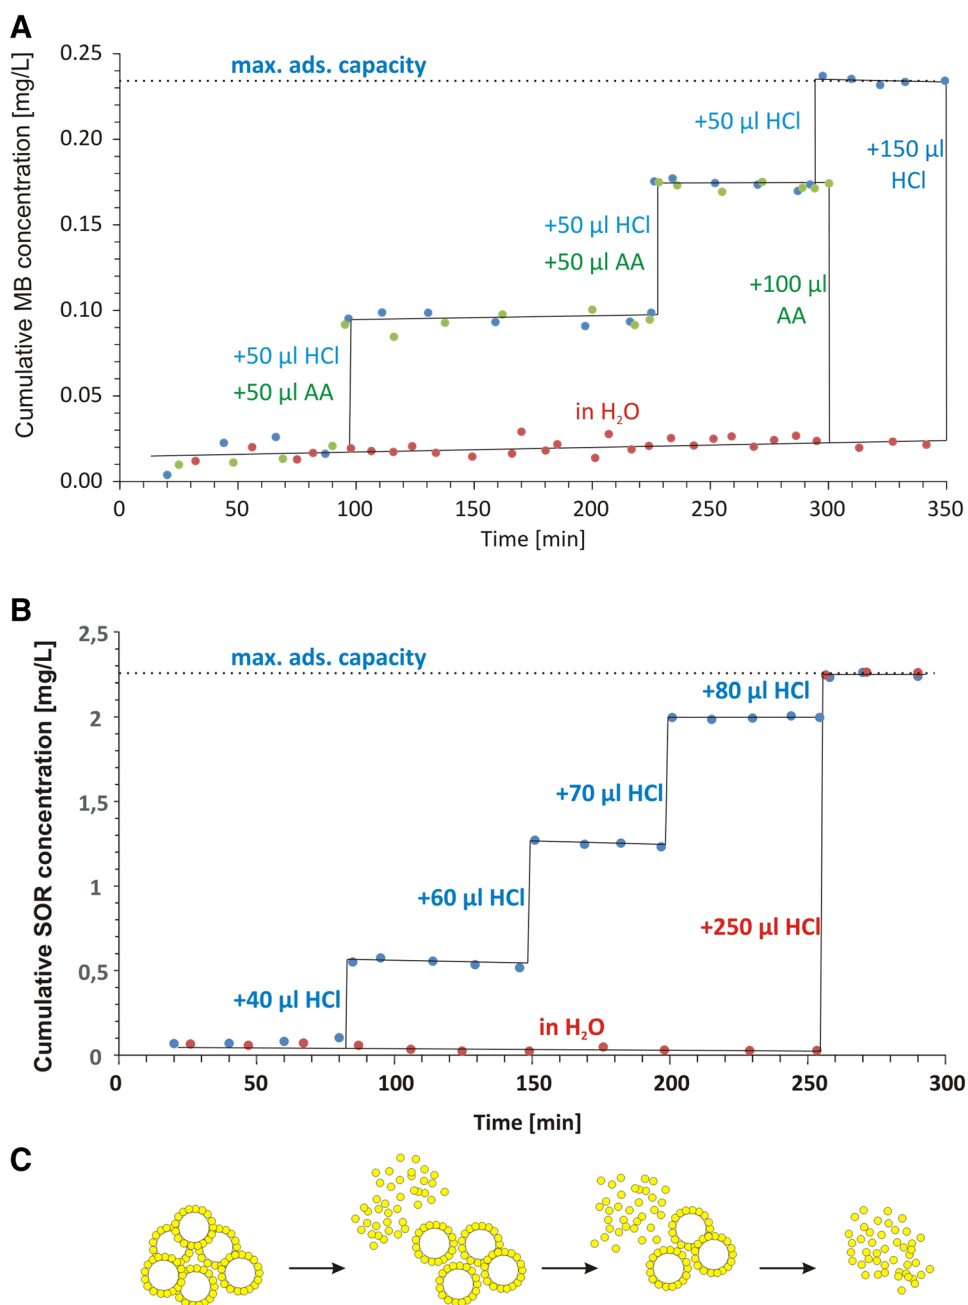 A
Cumulative MB concentration [mg/L]
0.25
0.20
0.15
0.10
0.05
0.00
max. ads. capacity
+50 µl HCl
+150 µl
HCl
+50 µl HCl
+50 µl AA
+100 µl
AA
+50 µl HCl
+50 µl AA
in H₂O
0 50 100 150 200 250 300 350
Time [min]
B
Cumulative SOR concentration [mg/L]
2,5
2
1,5
1
0,5
0
max. ads. capacity
+80 µl HCl
+70 µl HCl
+60 µl HCl
+250 µl HCl
+40 µl HCl
in H₂O
0 50 100 150 200 250 300
Time [min]
C